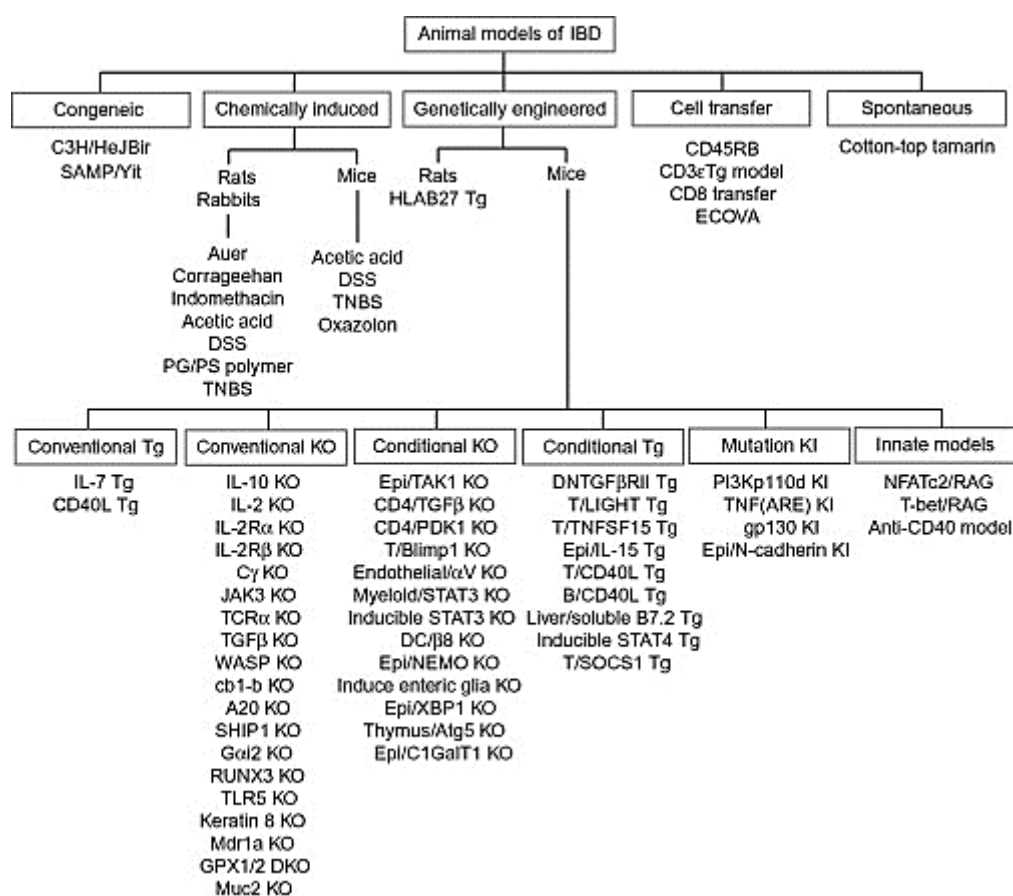 Animal models of IBD
Congeneic
Chemically induced
Genetically engineered
Cell transfer
Spontaneous
C3H/HeJBir
SAMP/Yit
Rats
Rabbits
Mice
Rats
HLAB27 Tg
Mice
CD45RB
CD3εTg model
CD8 transfer
ECOVA
Cotton-top tamarin
Auer
Corrageehan
Indomethacin
Acetic acid
DSS
PG/PS polymer
TNBS
Acetic acid
DSS
TNBS
Oxazolon
Conventional Tg
IL-7 Tg
CD40L Tg
Conventional KO
IL-10 KO
IL-2 KO
IL-2Rα KO
IL-2Rβ KO
Cγ KO
JAK3 KO
TCRα KO
TGFβ KO
WASP KO
cb1-b KO
A20 KO
SHIP1 KO
Gαi2 KO
RUNX3 KO
TLR5 KO
Keratin 8 KO
Mdr1a KO
GPX1/2 DKO
Muc2 KO
Conditional KO
Epi/TAK1 KO
CD4/TGFβ KO
CD4/PDK1 KO
T/Blimp1 KO
Endothelial/αV KO
Myeloid/STAT3 KO
Inducible STAT3 KO
DC/β8 KO
Epi/NEMO KO
Induce enteric glia KO
Epi/XBP1 KO
Thymus/Atg5 KO
Epi/C1GalT1 KO
Conditional Tg
DNTGFβRII Tg
T/LIGHT Tg
T/TNFSF15 Tg
Epi/IL-15 Tg
T/CD40L Tg
B/CD40L Tg
Liver/soluble B7.2 Tg
Inducible STAT4 Tg
T/SOCS1 Tg
Mutation KI
PI3Kp110d KI
TNF(ARE) KI
gp130 KI
Epi/N-cadherin KI
Innate models
NFATc2/RAG
T-bet/RAG
Anti-CD40 model